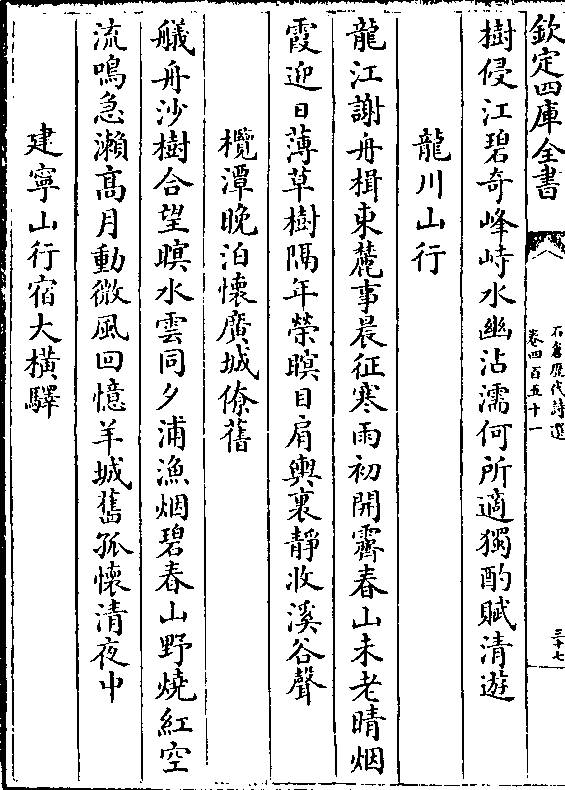 欽定四庫全書
石倉歷代詩選
卷四百五十一
三十七
樹侵江碧奇峰峙水幽沾濡何所適獨酌賦清遊
龍川山行
龍江謝舟楫東麓事晨征寒雨初開霽春山未老晴烟
霞迎日薄草樹隔年榮暝目肩輿裏靜收溪谷聲
欖潭晚泊懷廣城僚舊
艤舟沙樹合望暝水雲同夕浦漁烟碧春山野燒紅空
流鳴急瀨髙月動微風回憶羊城舊孤懷清夜中
建寧山行宿大橫驛